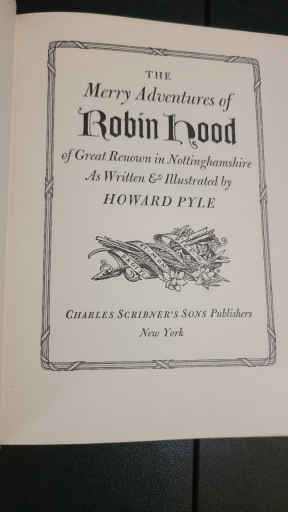 THE
Merry Adventures of
Robin Hood
of Great Renown in Nottinghamshire
As Written & Illustrated by
HOWARD PYLE
CHARLES SCRIBNER'S SONS Publishers
New York